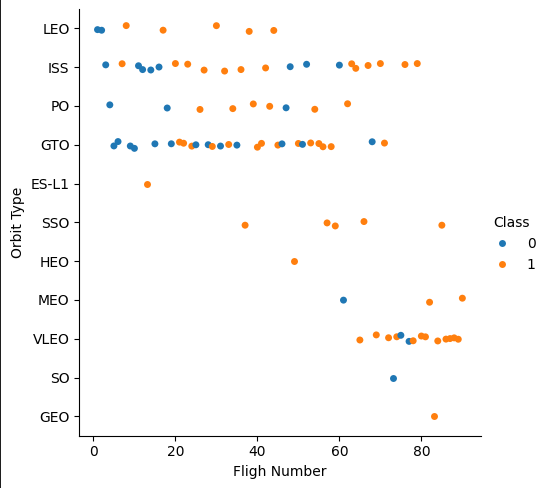 LEO
ISS
PO
GTO
ES-L1
SSO
HEO
MEO
VLEO
SO
GEO
Orbit Type
0 20 40 60 80
Fligh Number
Class
0
1